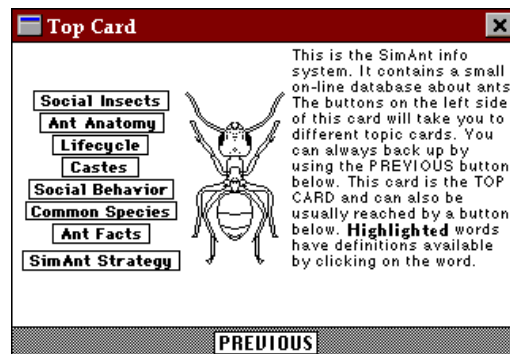 Top Card
Social Insects
Ant Anatomy
Lifecycle
Castes
Social Behavior
Common Species
Ant Facts
SimAnt Strategy
This is the SimAnt info
system. It contains a small
on-line database about ants.
The buttons on the left side
of this card will take you to
different topic cards. You
can always back up by
using the PREVIOUS button
below. This card is the TOP
CARD and can also be
usually reached by a button
below. Highlighted words
have definitions available
by clicking on the word.
PREVIOUS